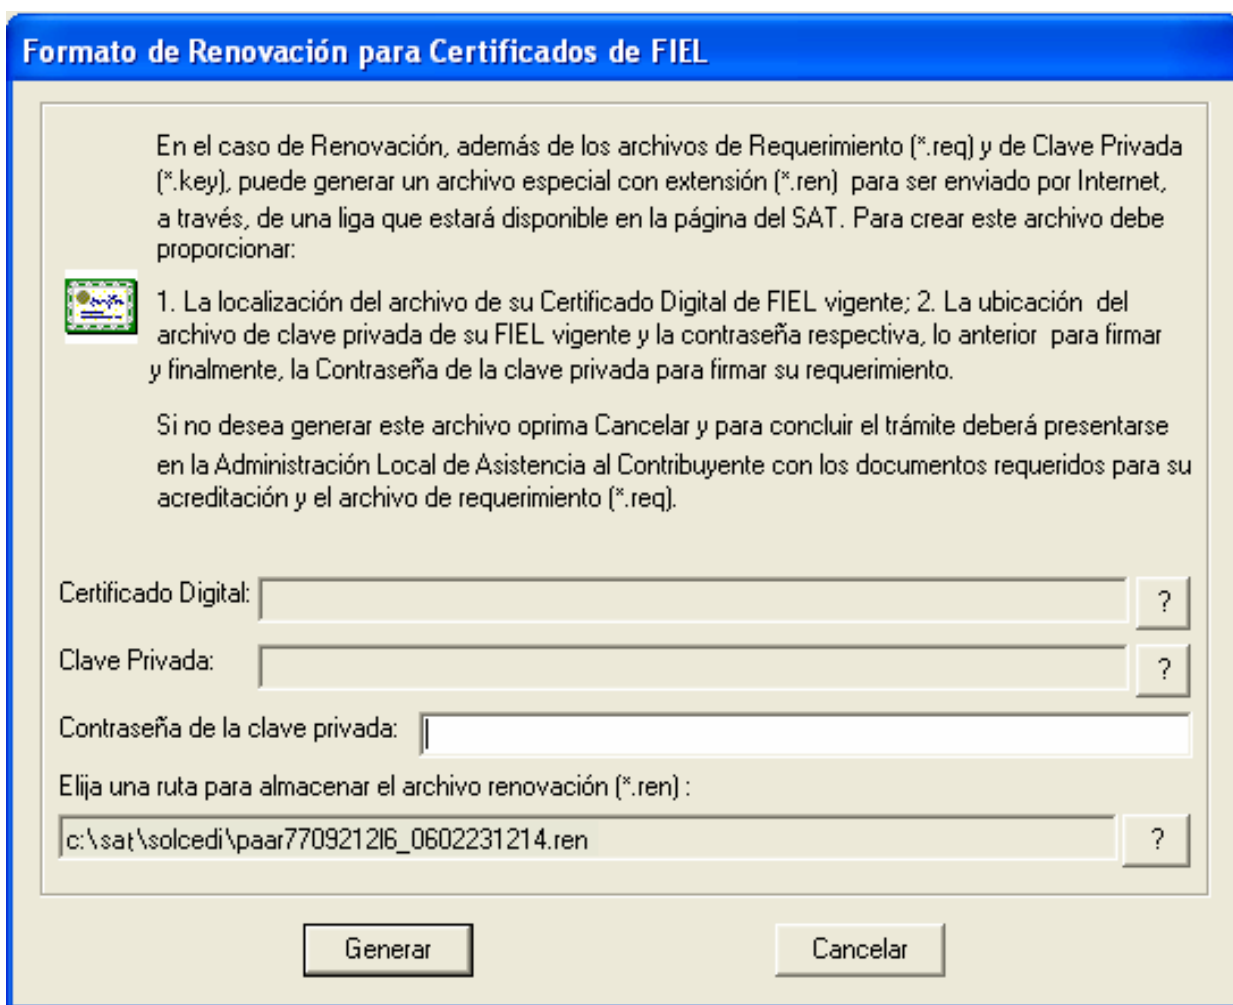 Formato de Renovación para Certificados de FIEL
En el caso de Renovación, además de los archivos de Requerimiento (*.req) y de Clave Privada
(*.key), puede generar un archivo especial con extensión (*.ren) para ser enviado por Internet,
a través, de una liga que estará disponible en la página del SAT. Para crear este archivo debe
proporcionar:
1. La localización del archivo de su Certificado Digital de FIEL vigente; 2. La ubicación del
archivo de clave privada de su FIEL vigente y la contraseña respectiva, lo anterior para firmar
y finalmente, la Contraseña de la clave privada para firmar su requerimiento.
Si no desea generar este archivo oprima Cancelar y para concluir el trámite deberá presentarse
en la Administración Local de Asistencia al Contribuyente con los documentos requeridos para su
acreditación y el archivo de requerimiento (*.req).
Certificado Digital: ?
Clave Privada: ?
Contraseña de la clave privada:
Elija una ruta para almacenar el archivo renovación (*.ren) :
c:\sat\solcedi\paar7709212l6_0602231214.ren ?
Generar Cancelar